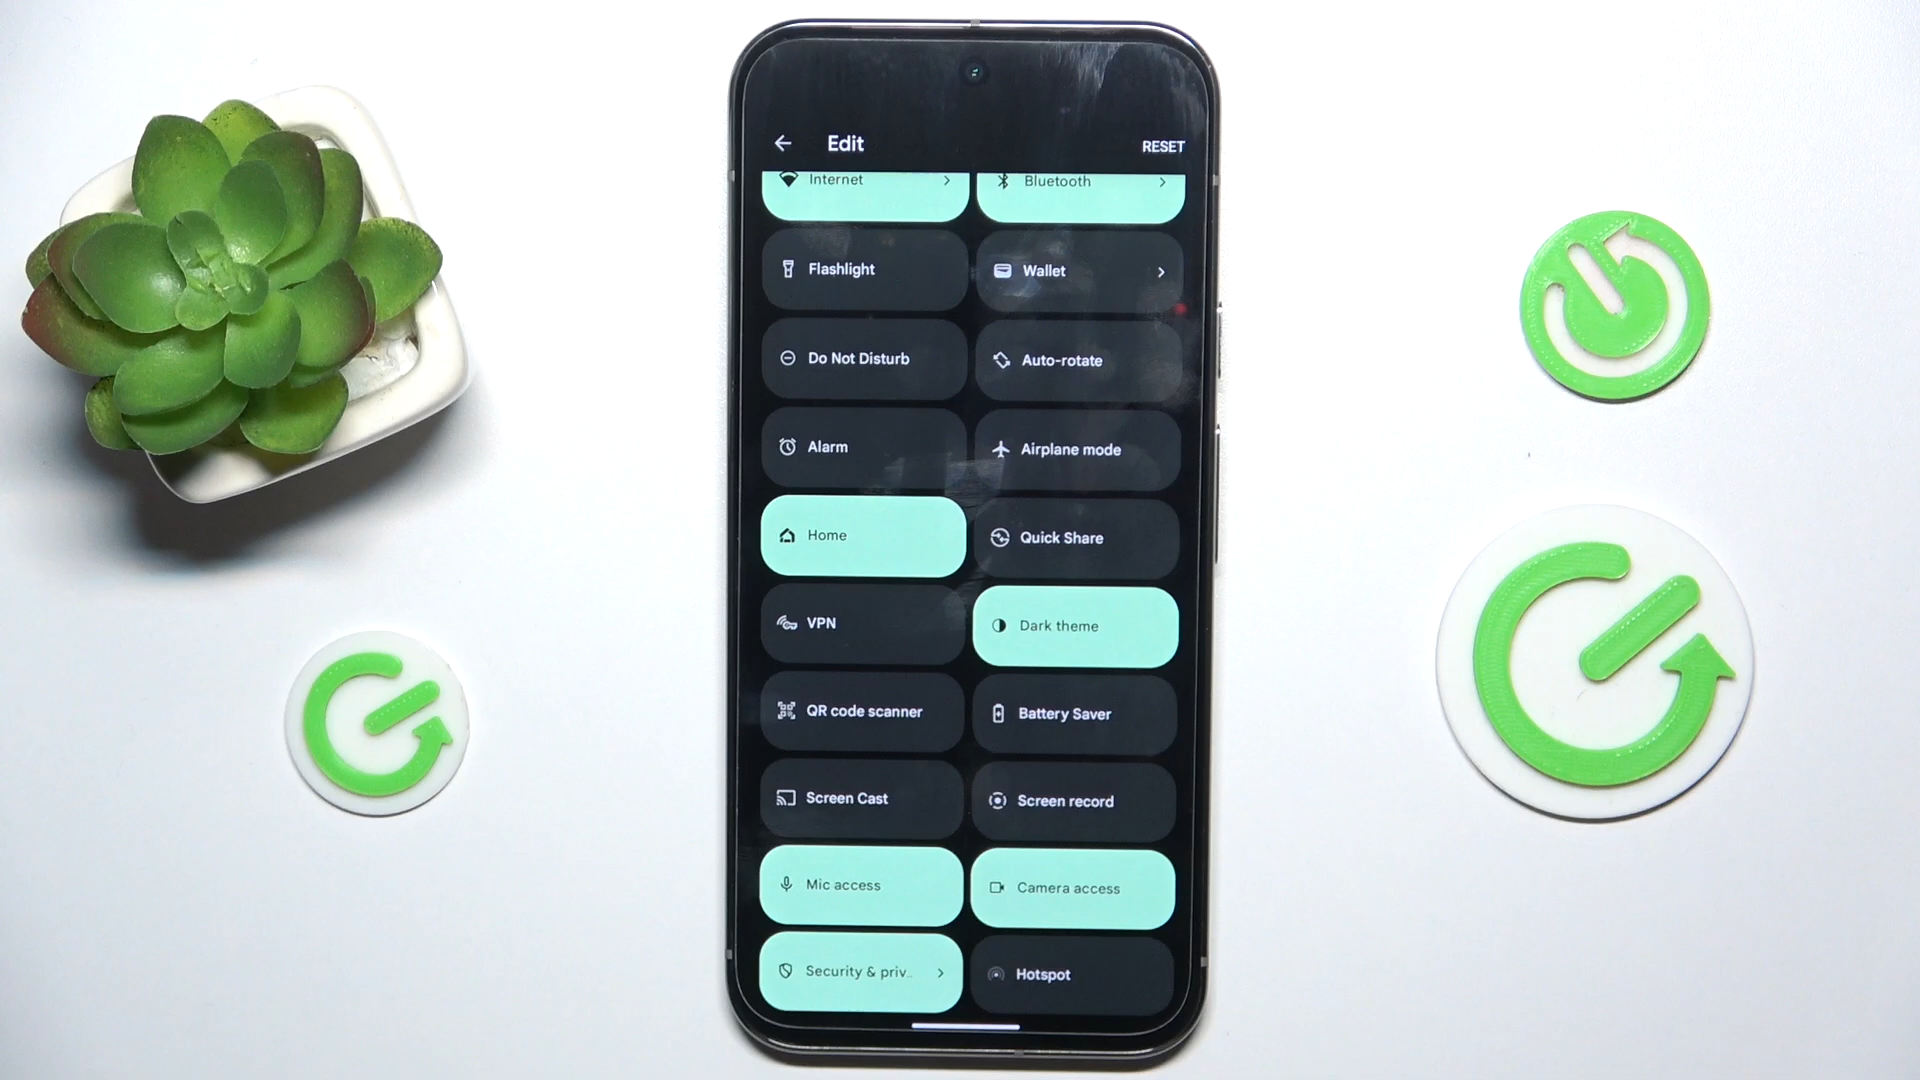 Edit
RESET
Internet
Bluetooth
Flashlight
Wallet
Do Not Disturb
Auto-rotate
Alarm
Airplane mode
Home
Quick Share
VPN
Dark theme
QR code scanner
Battery Saver
Screen Cast
Screen record
Mic access
Camera access
Security & priv..
Hotspot